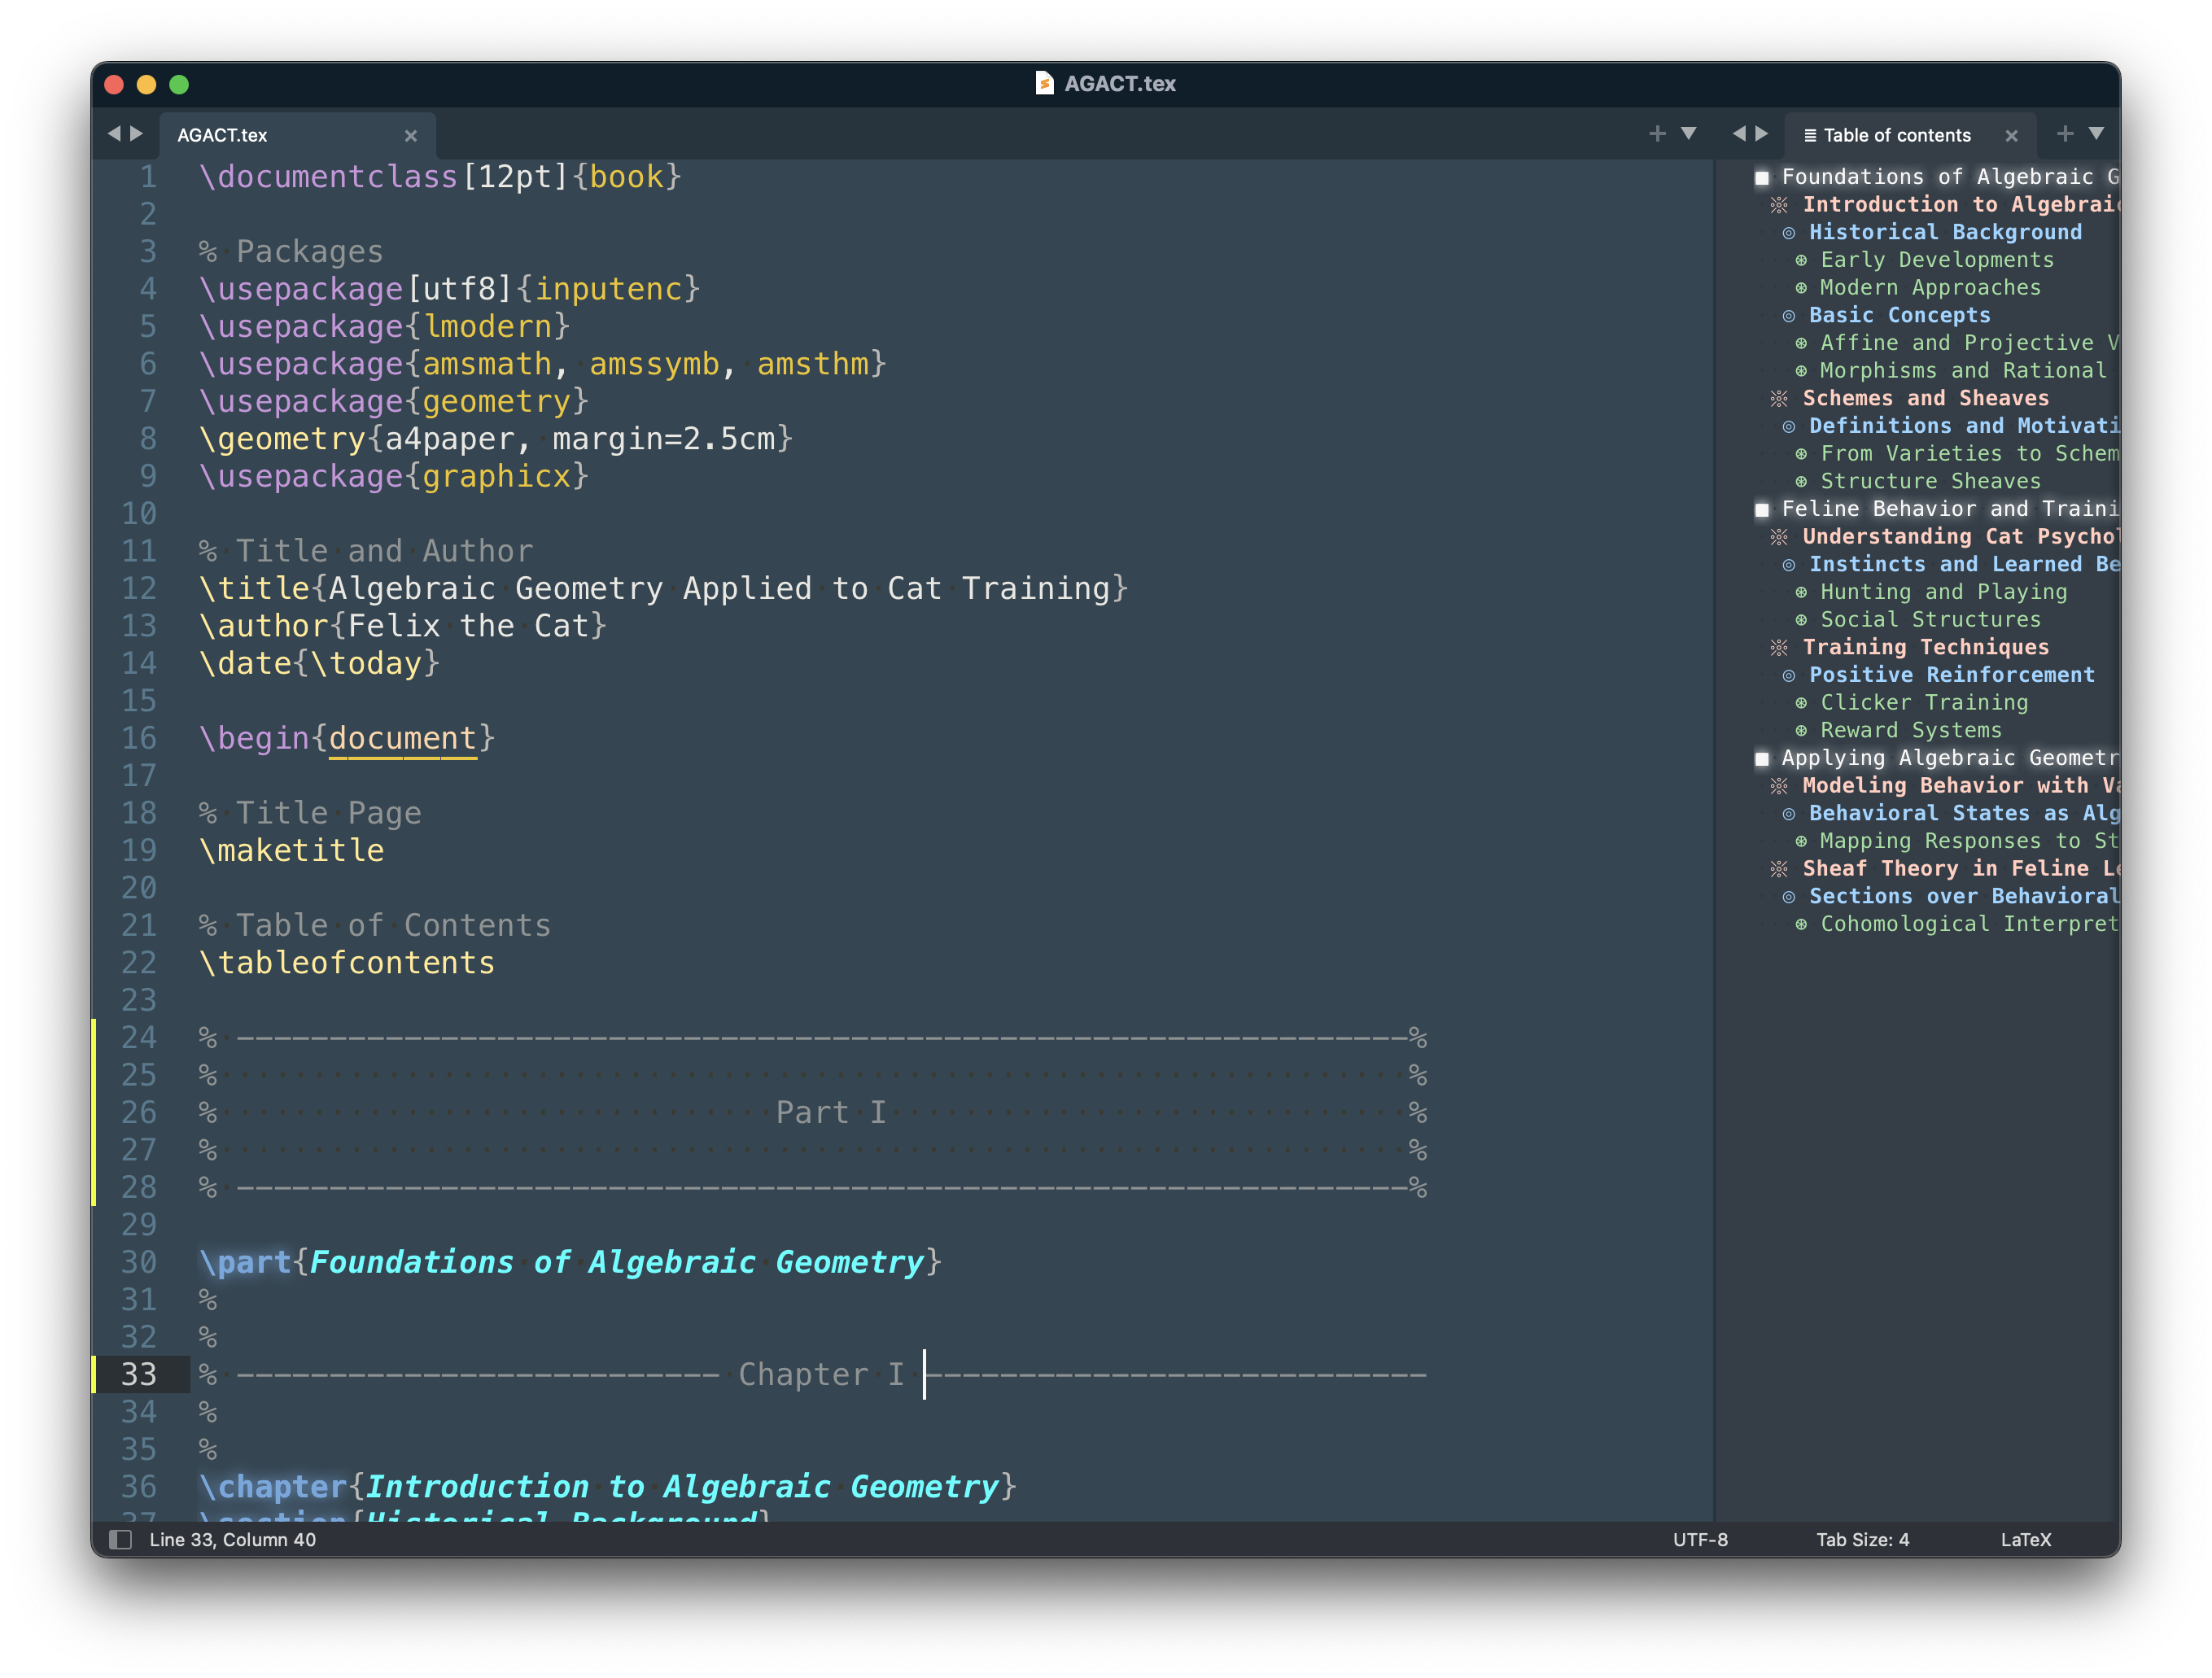 AGACT.tex
AGACT.tex
1 \documentclass[12pt]{book}
2
3 % Packages
4 \usepackage[utf8]{inputenc}
5 \usepackage{lmodern}
6 \usepackage{amsmath, amssymb, amsthm}
7 \usepackage{geometry}
8 \geometry{a4paper, margin=2.5cm}
9 \usepackage{graphicx}
10
11 % Title and Author
12 \title{Algebraic Geometry Applied to Cat Training}
13 \author{Felix the Cat}
14 \date{\today}
15
16 \begin{document}
17
18 % Title Page
19 \maketitle
20
21 % Table of Contents
22 \tableofcontents
23
24 % ---------------------------------------------------------------%
25 % %
26 % Part I %
27 % %
28 % ---------------------------------------------------------------%
29
30 \part{Foundations of Algebraic Geometry}
31 %
32 %
33 % -------------------------- Chapter I ---------------------------
34 %
35 %
36 \chapter{Introduction to Algebraic Geometry}
37 \section{Historical Background}
≣ Table of contents
■ Foundations of Algebraic G
※ Introduction to Algebraic
◎ Historical Background
⊛ Early Developments
⊛ Modern Approaches
◎ Basic Concepts
⊛ Affine and Projective V
⊛ Morphisms and Rational
※ Schemes and Sheaves
◎ Definitions and Motivati
⊛ From Varieties to Schem
⊛ Structure Sheaves
■ Feline Behavior and Traini
※ Understanding Cat Psychol
◎ Instincts and Learned Be
⊛ Hunting and Playing
⊛ Social Structures
※ Training Techniques
◎ Positive Reinforcement
⊛ Clicker Training
⊛ Reward Systems
■ Applying Algebraic Geometr
※ Modeling Behavior with Va
◎ Behavioral States as Alg
⊛ Mapping Responses to St
※ Sheaf Theory in Feline Le
◎ Sections over Behavioral
⊛ Cohomological Interpret
Line 33, Column 40
UTF-8
Tab Size: 4
LaTeX